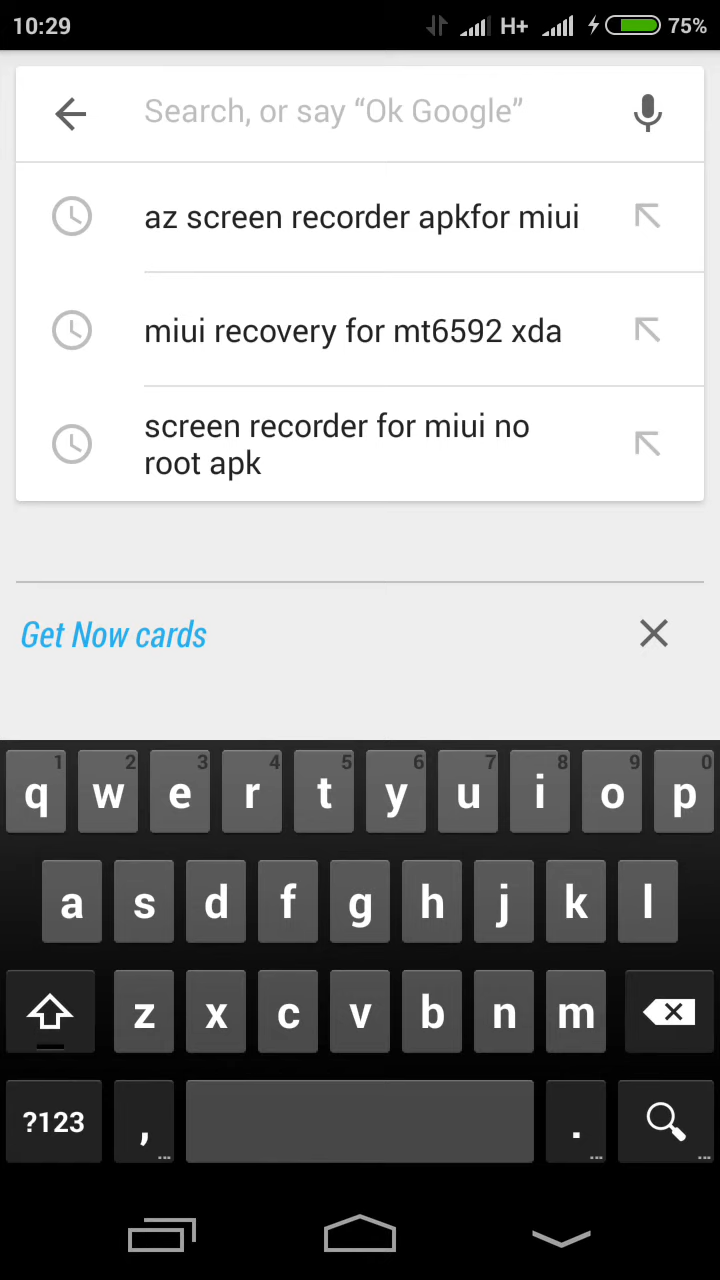 10:29 H+ 75%
Search, or say “Ok Google”
az screen recorder apkfor miui
miui recovery for mt6592 xda
screen recorder for miui no
root apk
Get Now cards
1 2 3 4 5 6 7 8 9 0
q w e r t y u i o p
a s d f g h j k l
z x c v b n m
?123 , .
... ... ...